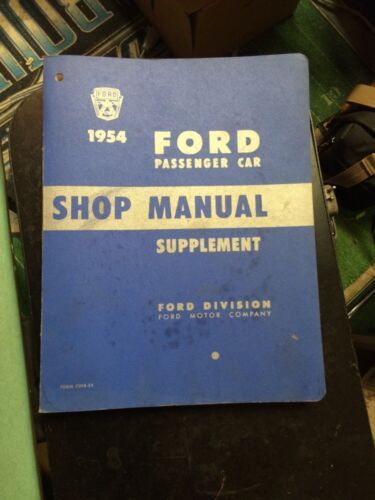 FORD
1954 FORD
PASSENGER CAR
SHOP MANUAL
SUPPLEMENT
FORD DIVISION
FORD MOTOR COMPANY